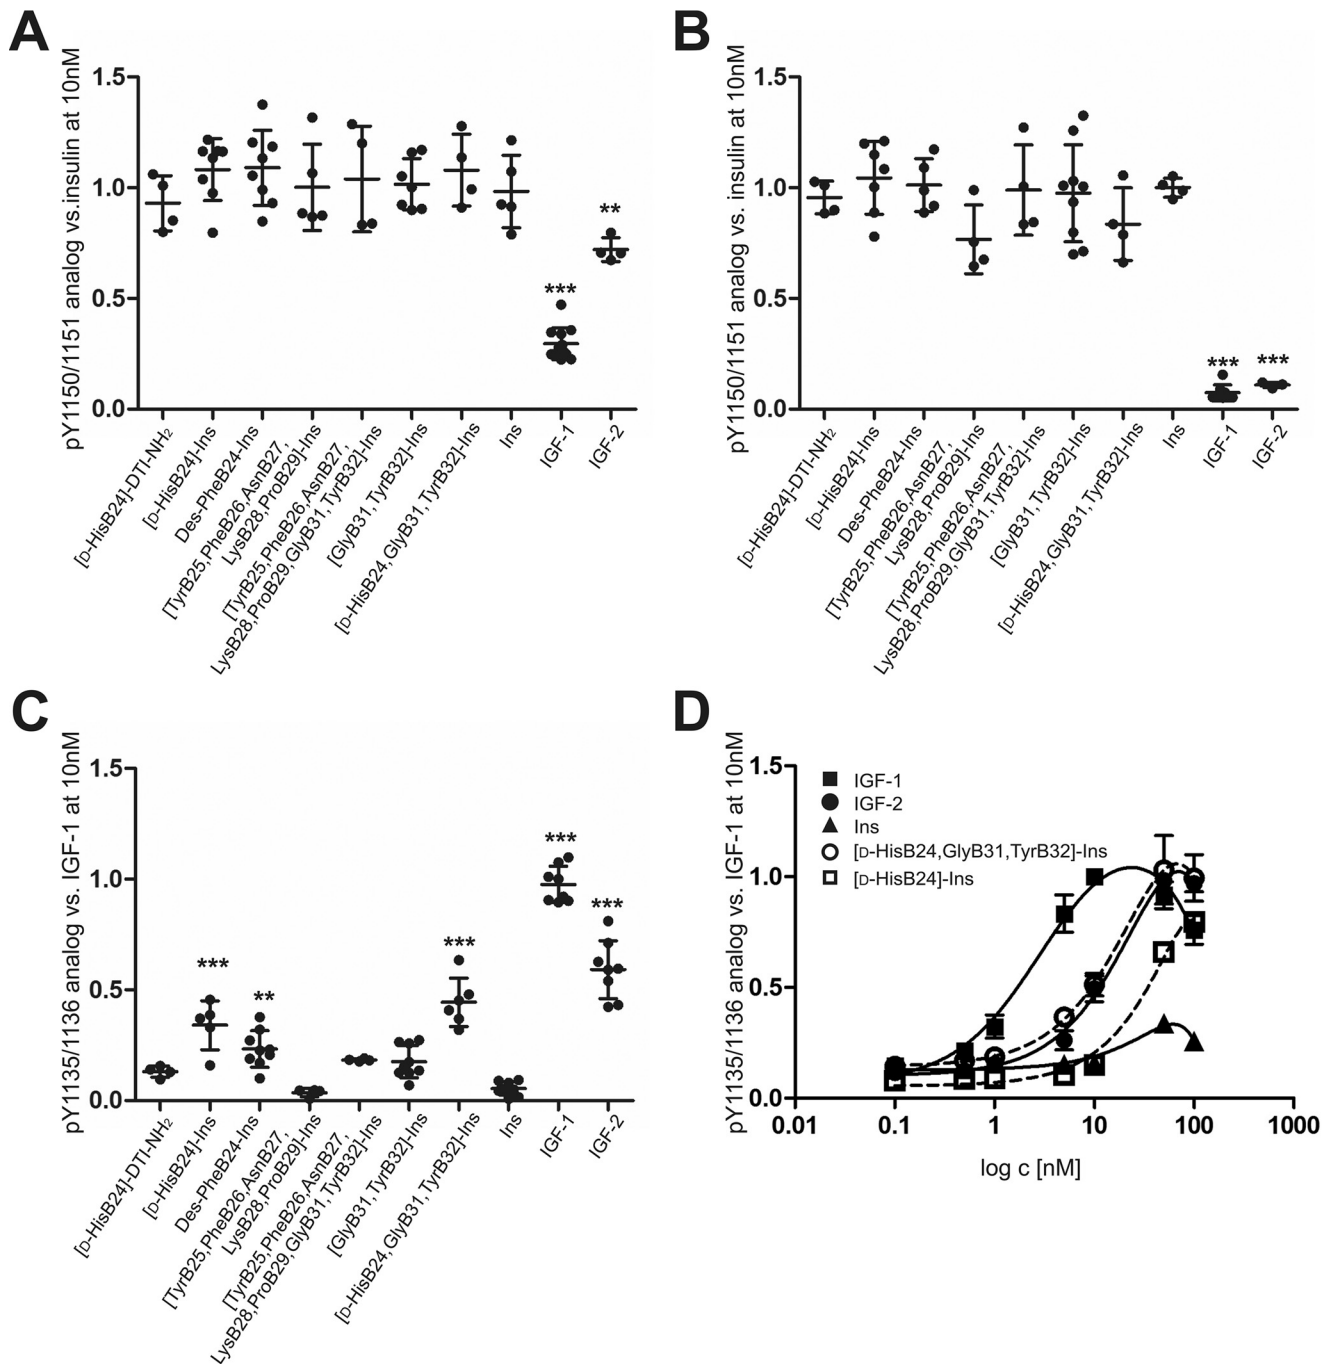 A
pY1150/1151 analog vs.insulin at 10nM
1.5
1.0
0.5
0.0
***
**
[D-HisB24]-DTI-NH2
[D-HisB24]-Ins
Des-PheB24-Ins
[TyrB25,PheB26,AsnB27,
LysB28,ProB29]-Ins
[TyrB25,PheB26,AsnB27,
LysB28,ProB29,GlyB31,TyrB32]-Ins
[GlyB31,TyrB32]-Ins
[D-HisB24,GlyB31,TyrB32]-Ins
Ins
IGF-1
IGF-2
B
pY1150/1151 analog vs. insulin at 10nM
1.5
1.0
0.5
0.0
***
***
[D-HisB24]-DTI-NH2
[D-HisB24]-Ins
Des-PheB24-Ins
[TyrB25,PheB26,AsnB27,
LysB28,ProB29]-Ins
[TyrB25,PheB26,AsnB27,
LysB28,ProB29,GlyB31,TyrB32]-Ins
[GlyB31,TyrB32]-Ins
[D-HisB24,GlyB31,TyrB32]-Ins
Ins
IGF-1
IGF-2
C
pY1135/1136 analog vs. IGF-1 at 10nM
1.5
1.0
0.5
0.0
***
**
***
***
***
[D-HisB24]-DTI-NH2
[D-HisB24]-Ins
Des-PheB24-Ins
[TyrB25,PheB26,AsnB27,
LysB28,ProB29]-Ins
[TyrB25,PheB26,AsnB27,
LysB28,ProB29,GlyB31,TyrB32]-Ins
[GlyB31,TyrB32]-Ins
[D-HisB24,GlyB31,TyrB32]-Ins
Ins
IGF-1
IGF-2
D
pY1135/1136 analog vs. IGF-1 at 10nM
1.5
1.0
0.5
0.0
IGF-1
IGF-2
Ins
[D-HisB24,GlyB31,TyrB32]-Ins
[D-HisB24]-Ins
0.01
0.1
1
10
100
1000
log c [nM]